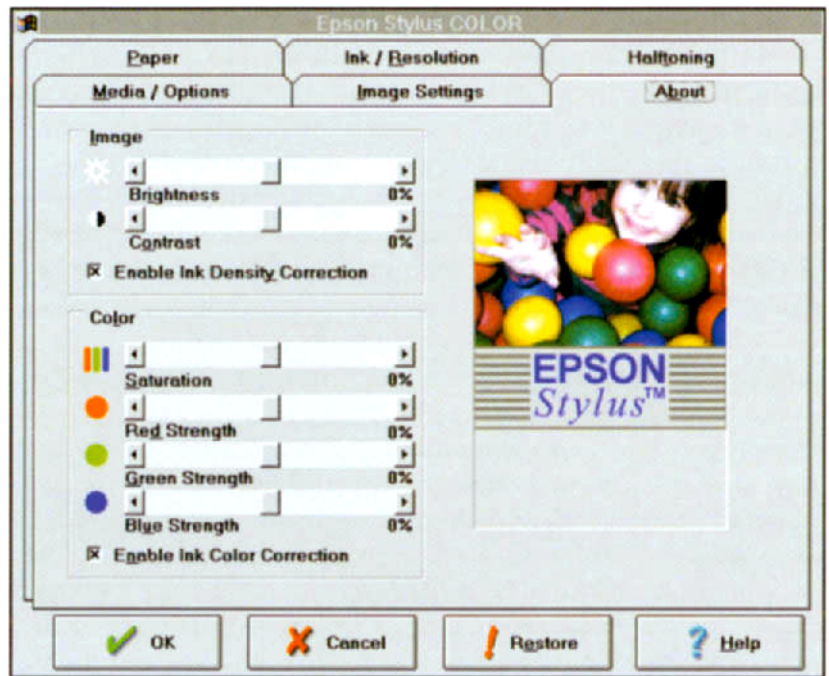 Epson Stylus COLOR
Paper
Ink / Resolution
Halftoning
Media / Options
Image Settings
About
Image
Brightness 0%
Contrast 0%
Enable Ink Density Correction
Color
Saturation 0%
Red Strength 0%
Green Strength 0%
Blue Strength 0%
Enable Ink Color Correction
EPSON
Stylus™
OK
Cancel
Restore
Help